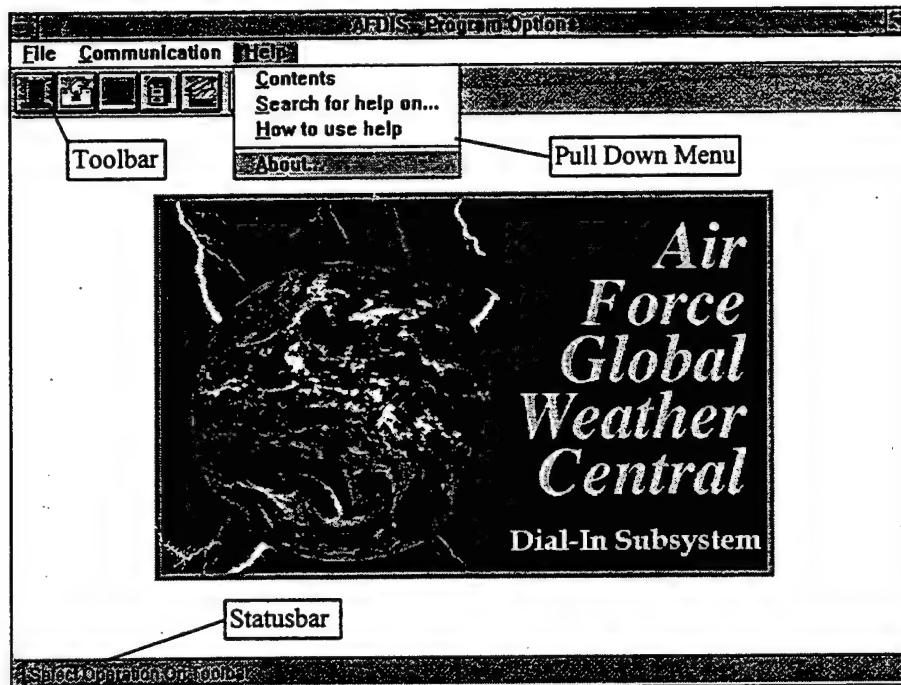 AFDIS - Program Options
File Communication Help
Contents
Search for help on...
How to use help
About...
Toolbar
Pull Down Menu
Air
Force
Global
Weather
Central
Dial-In Subsystem
Statusbar
Select Operation On Toolbar